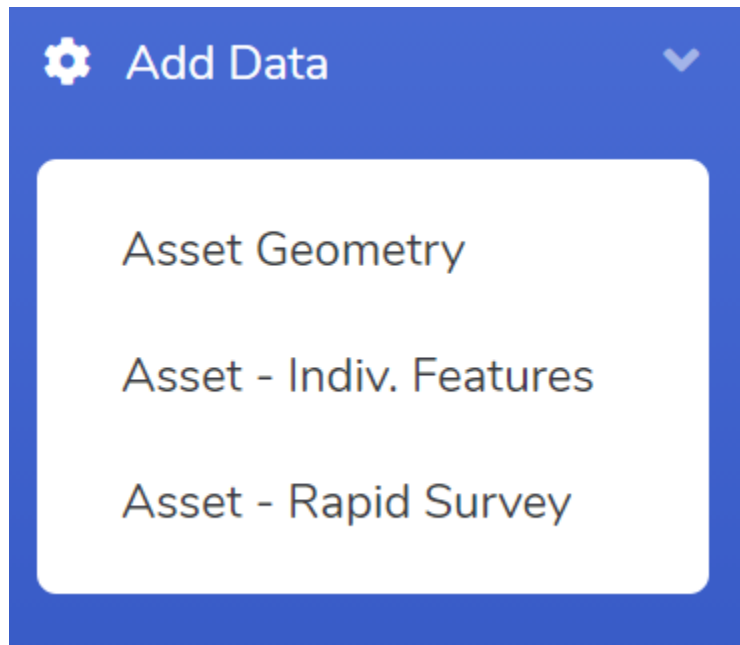 Add Data
Asset Geometry
Asset - Indiv. Features
Asset - Rapid Survey